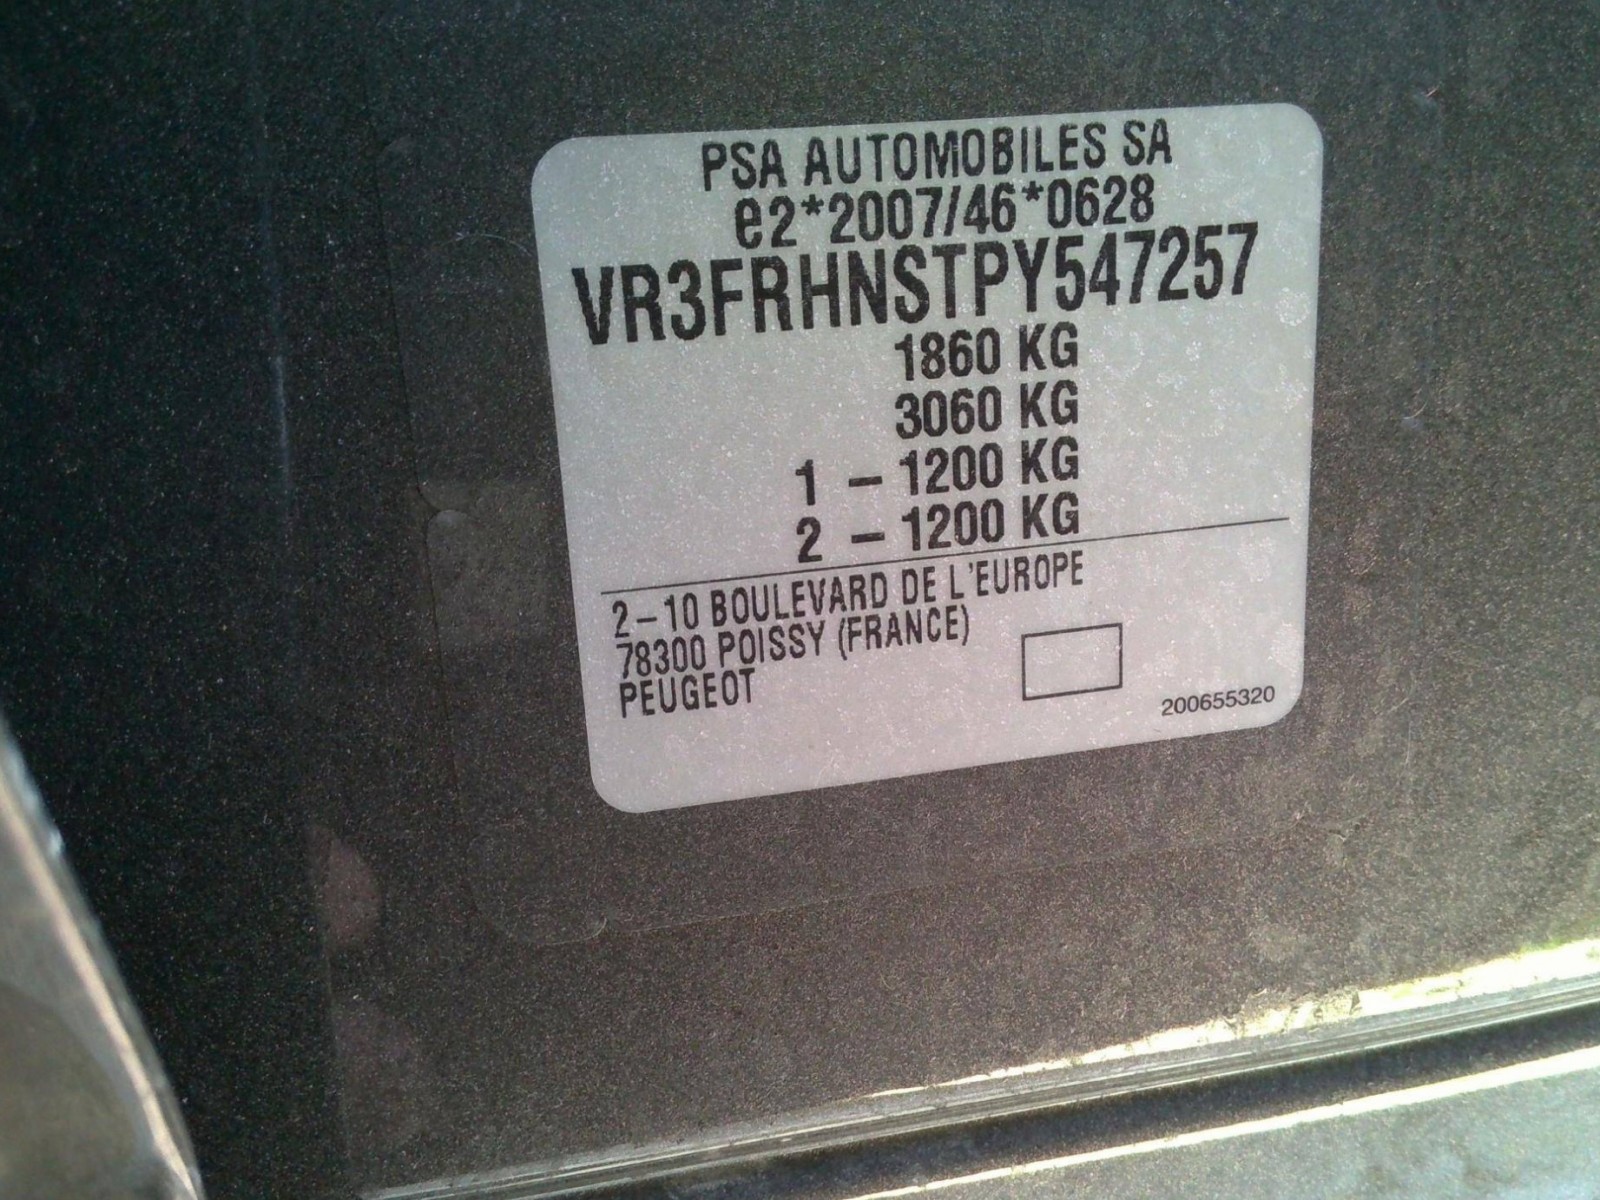 PSA AUTOMOBILES SA
e2*2007/46*0628
VR3FRHNSTPY547257
1860 KG
3060 KG
1 – 1200 KG
2 – 1200 KG
2–10 BOULEVARD DE L'EUROPE
78300 POISSY (FRANCE)
PEUGEOT
200655320